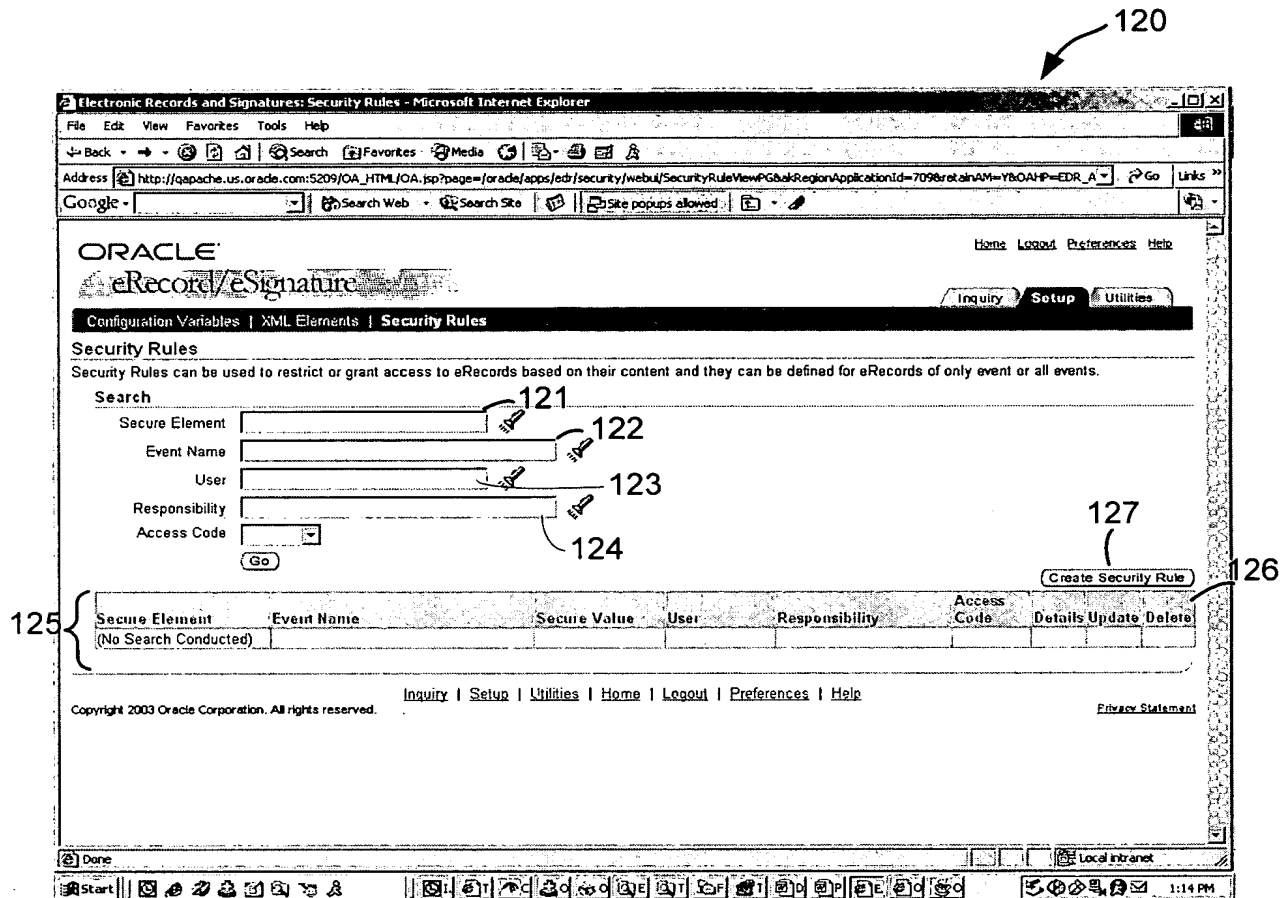 120
Electronic Records and Signatures: Security Rules - Microsoft Internet Explorer
File Edit View Favorites Tools Help
Back Search Favorites Media
Address http://qapache.us.oracle.com:5209/OA_HTML/OA.jsp?page=/oracle/apps/edr/security/webui/SecurityRuleViewPG&akRegionApplicationId=709&retainAM=Y&OAHP=EDR_A Go Links »
Google - Search Web Search Site Site popups allowed
ORACLE
Home Logout Preferences Help
eRecord/eSignature
Inquiry Setup Utilities
Configuration Variables | XML Elements | Security Rules
Security Rules
Security Rules can be used to restrict or grant access to eRecords based on their content and they can be defined for eRecords of only event or all events.
Search
121
Secure Element
122
Event Name
User
123
Responsibility
124
Access Code
Go
127
Create Security Rule
126
125
Secure Element Event Name Secure Value User Responsibility Access Code Details Update Delete
(No Search Conducted)
Inquiry | Setup | Utilities | Home | Logout | Preferences | Help
Copyright 2003 Oracle Corporation. All rights reserved.
Privacy Statement
Done
Local intranet
Start
1:14 PM